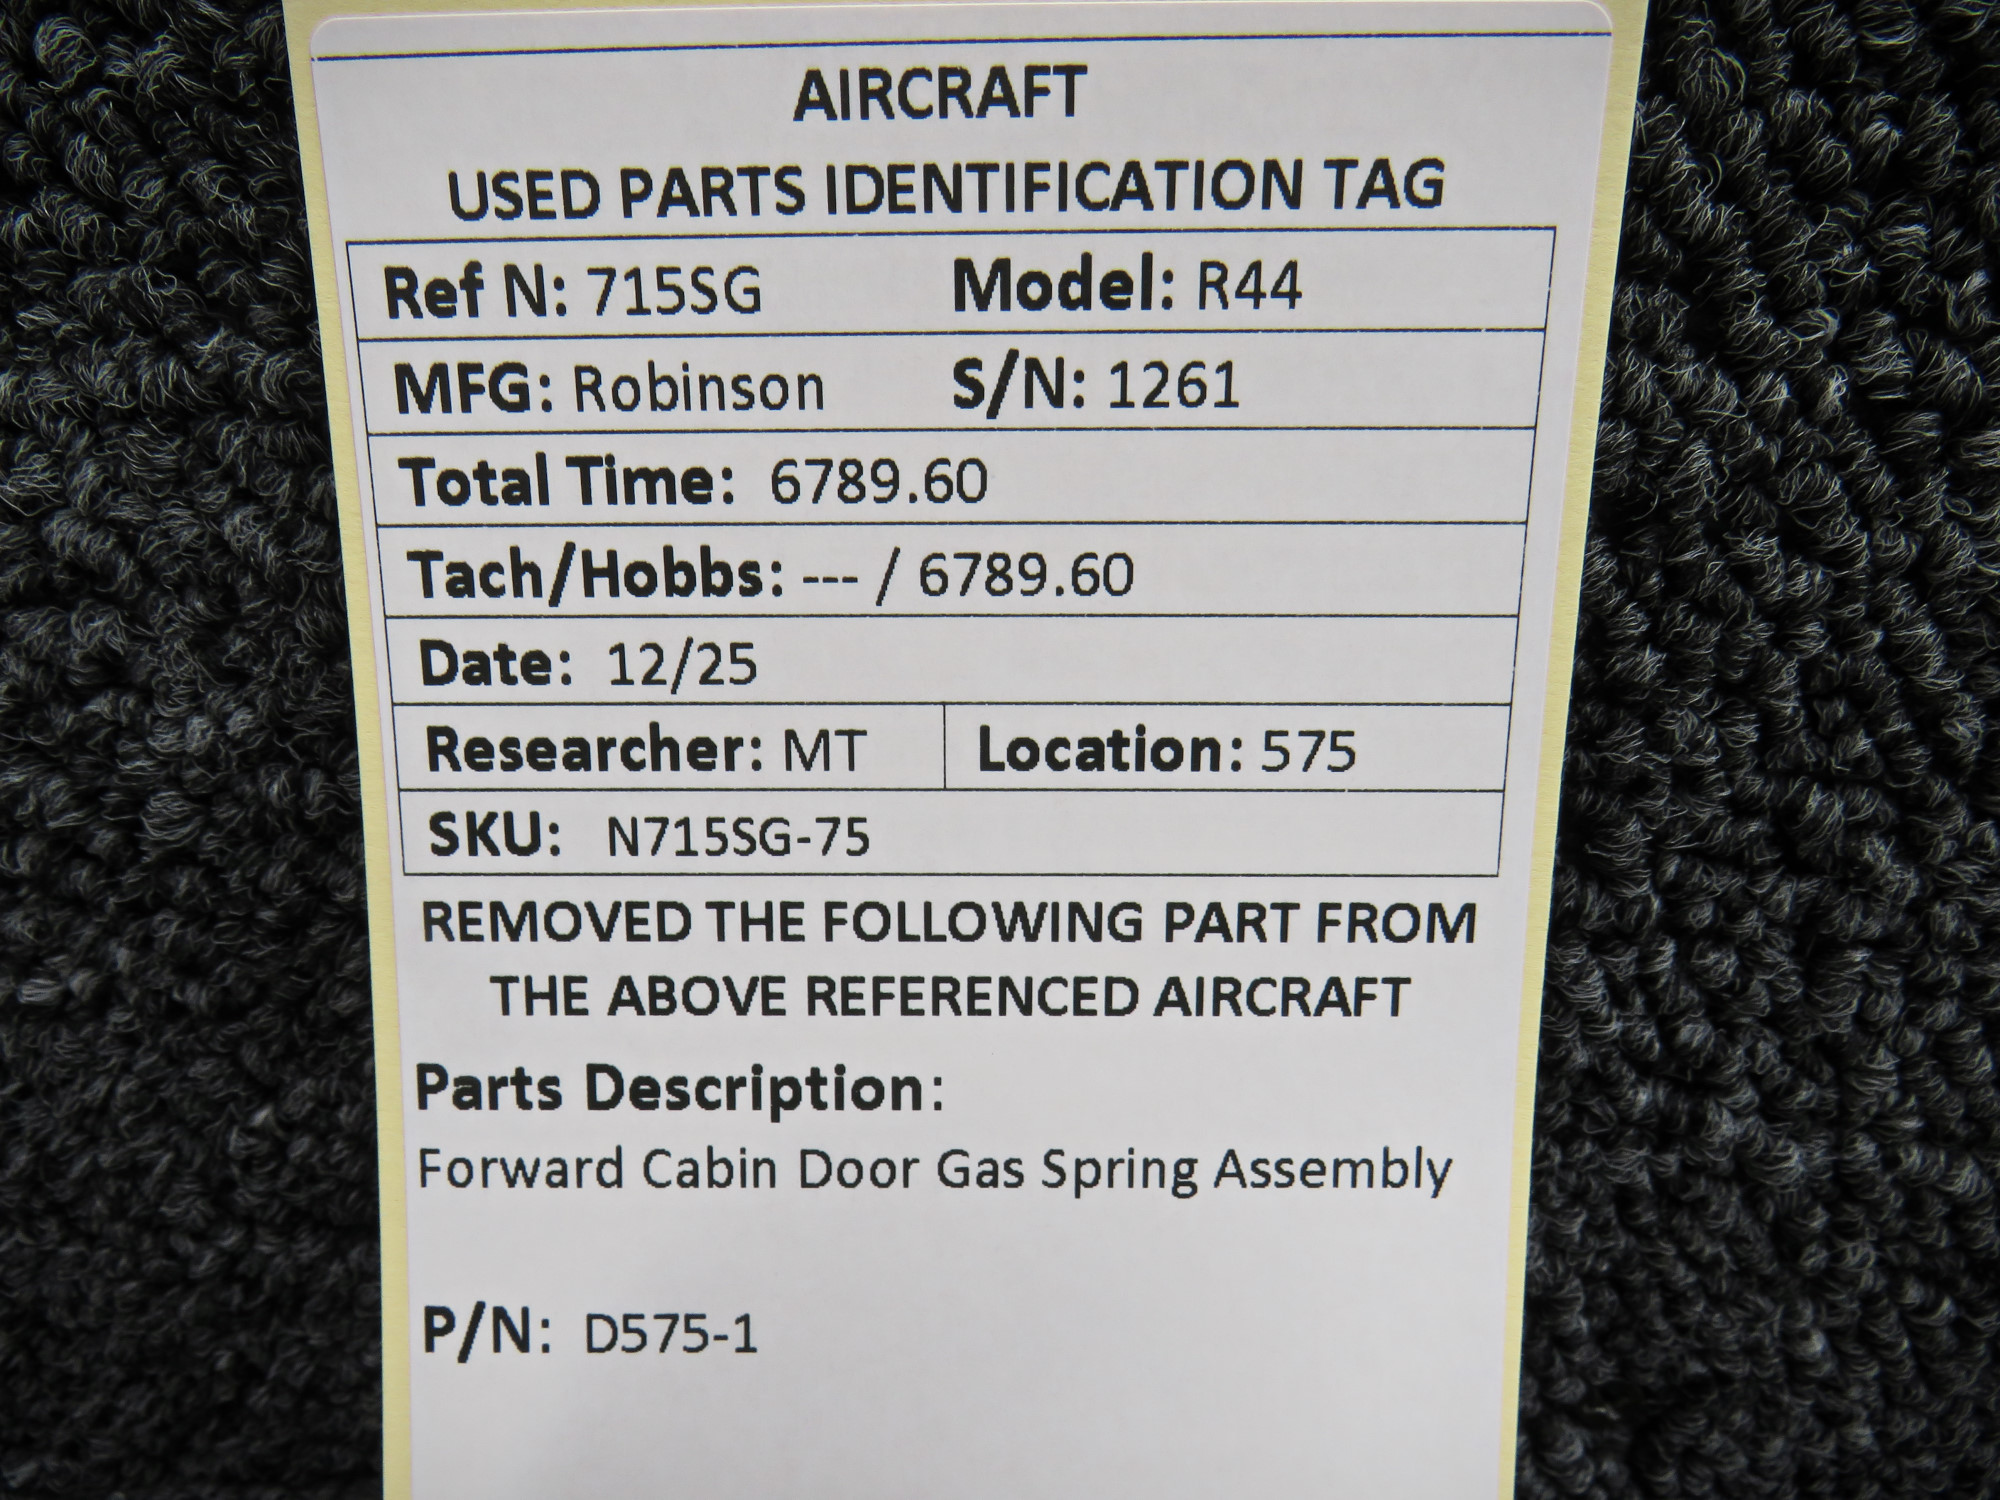 AIRCRAFT
USED PARTS IDENTIFICATION TAG
Ref N: 715SG Model: R44
MFG: Robinson S/N: 1261
Total Time: 6789.60
Tach/Hobbs: --- / 6789.60
Date: 12/25
Researcher: MT Location: 575
SKU: N715SG-75
REMOVED THE FOLLOWING PART FROM
THE ABOVE REFERENCED AIRCRAFT
Parts Description:
Forward Cabin Door Gas Spring Assembly
P/N: D575-1